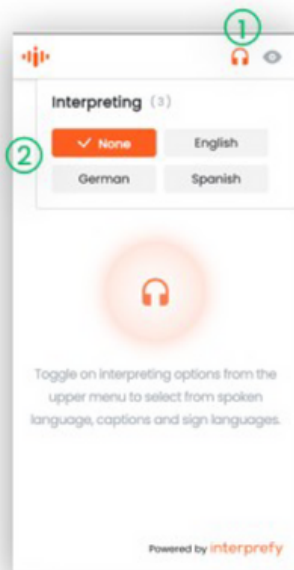 1
Interpreting (3)
2
✓ None English
German Spanish
Toggle on interpreting options from the
upper menu to select from spoken
language, captions and sign languages.
Powered by interprefy